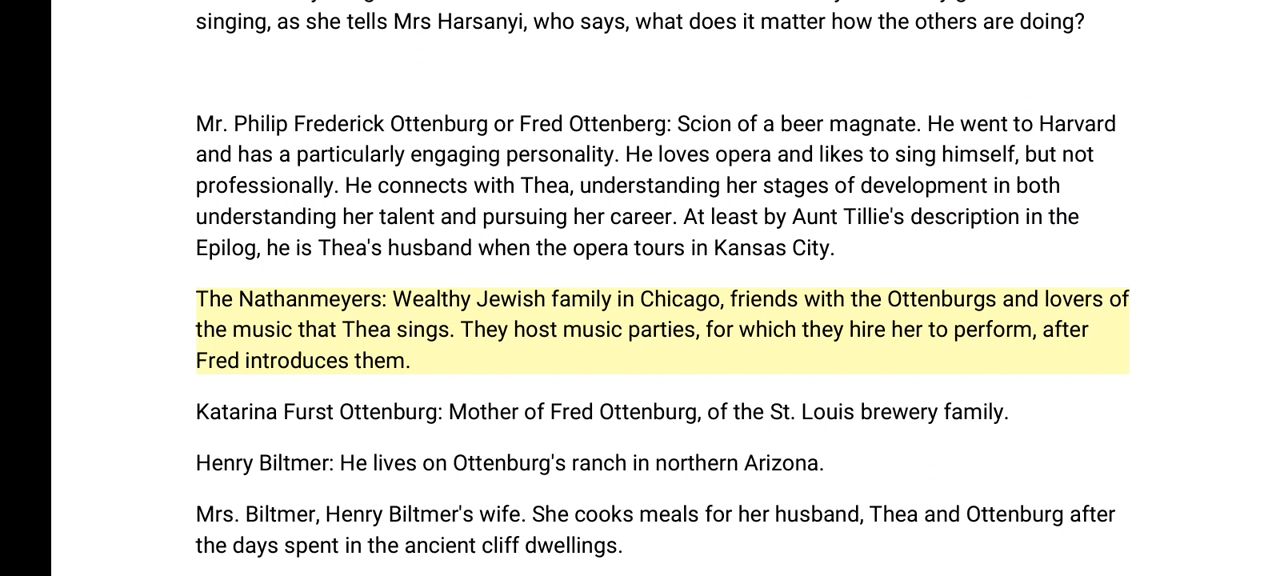 singing, as she tells Mrs Harsanyi, who says, what does it matter how the others are doing?
Mr. Philip Frederick Ottenburg or Fred Ottenberg: Scion of a beer magnate. He went to Harvard
and has a particularly engaging personality. He loves opera and likes to sing himself, but not
professionally. He connects with Thea, understanding her stages of development in both
understanding her talent and pursuing her career. At least by Aunt Tillie's description in the
Epilog, he is Thea's husband when the opera tours in Kansas City.
The Nathanmeyers: Wealthy Jewish family in Chicago, friends with the Ottenburgs and lovers of
the music that Thea sings. They host music parties, for which they hire her to perform, after
Fred introduces them.
Katarina Furst Ottenburg: Mother of Fred Ottenburg, of the St. Louis brewery family.
Henry Biltmer: He lives on Ottenburg's ranch in northern Arizona.
Mrs. Biltmer, Henry Biltmer's wife. She cooks meals for her husband, Thea and Ottenburg after
the days spent in the ancient cliff dwellings.